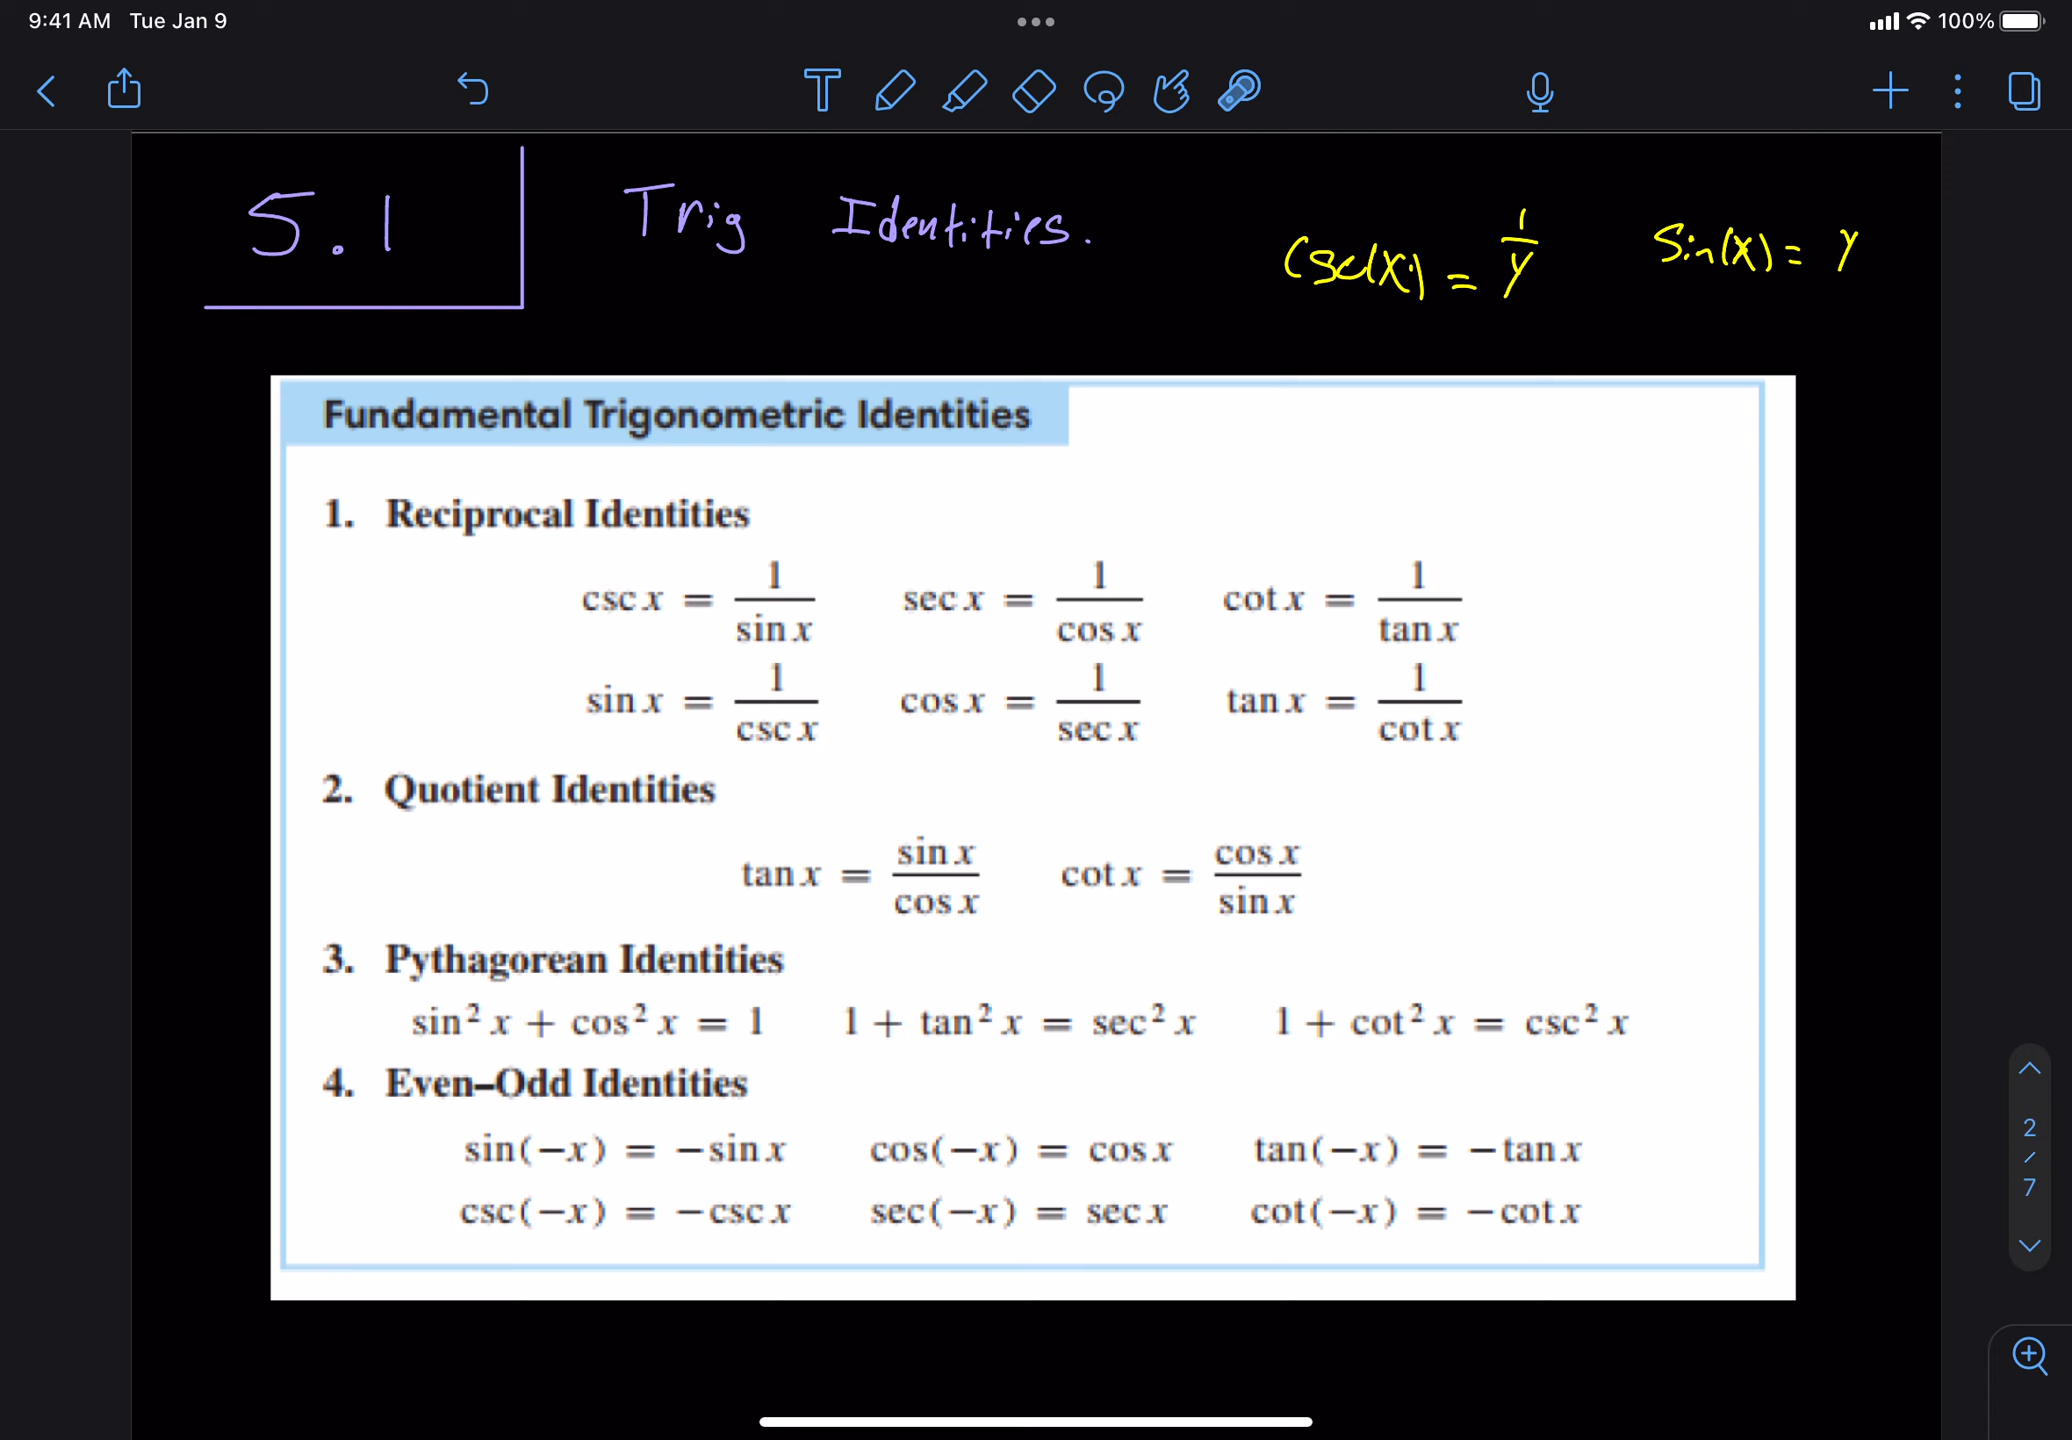 9:41 AM Tue Jan 9
100%
5.1 Trig Identities. csc(x) = 1/y sin(x) = y
Fundamental Trigonometric Identities
1. Reciprocal Identities
csc x = 1/sin x sec x = 1/cos x cot x = 1/tan x
sin x = 1/csc x cos x = 1/sec x tan x = 1/cot x
2. Quotient Identities
tan x = sin x/cos x cot x = cos x/sin x
3. Pythagorean Identities
sin² x + cos² x = 1 1 + tan² x = sec² x 1 + cot² x = csc² x
4. Even–Odd Identities
sin(−x) = −sin x cos(−x) = cos x tan(−x) = −tan x
csc(−x) = −csc x sec(−x) = sec x cot(−x) = −cot x
2
/
7